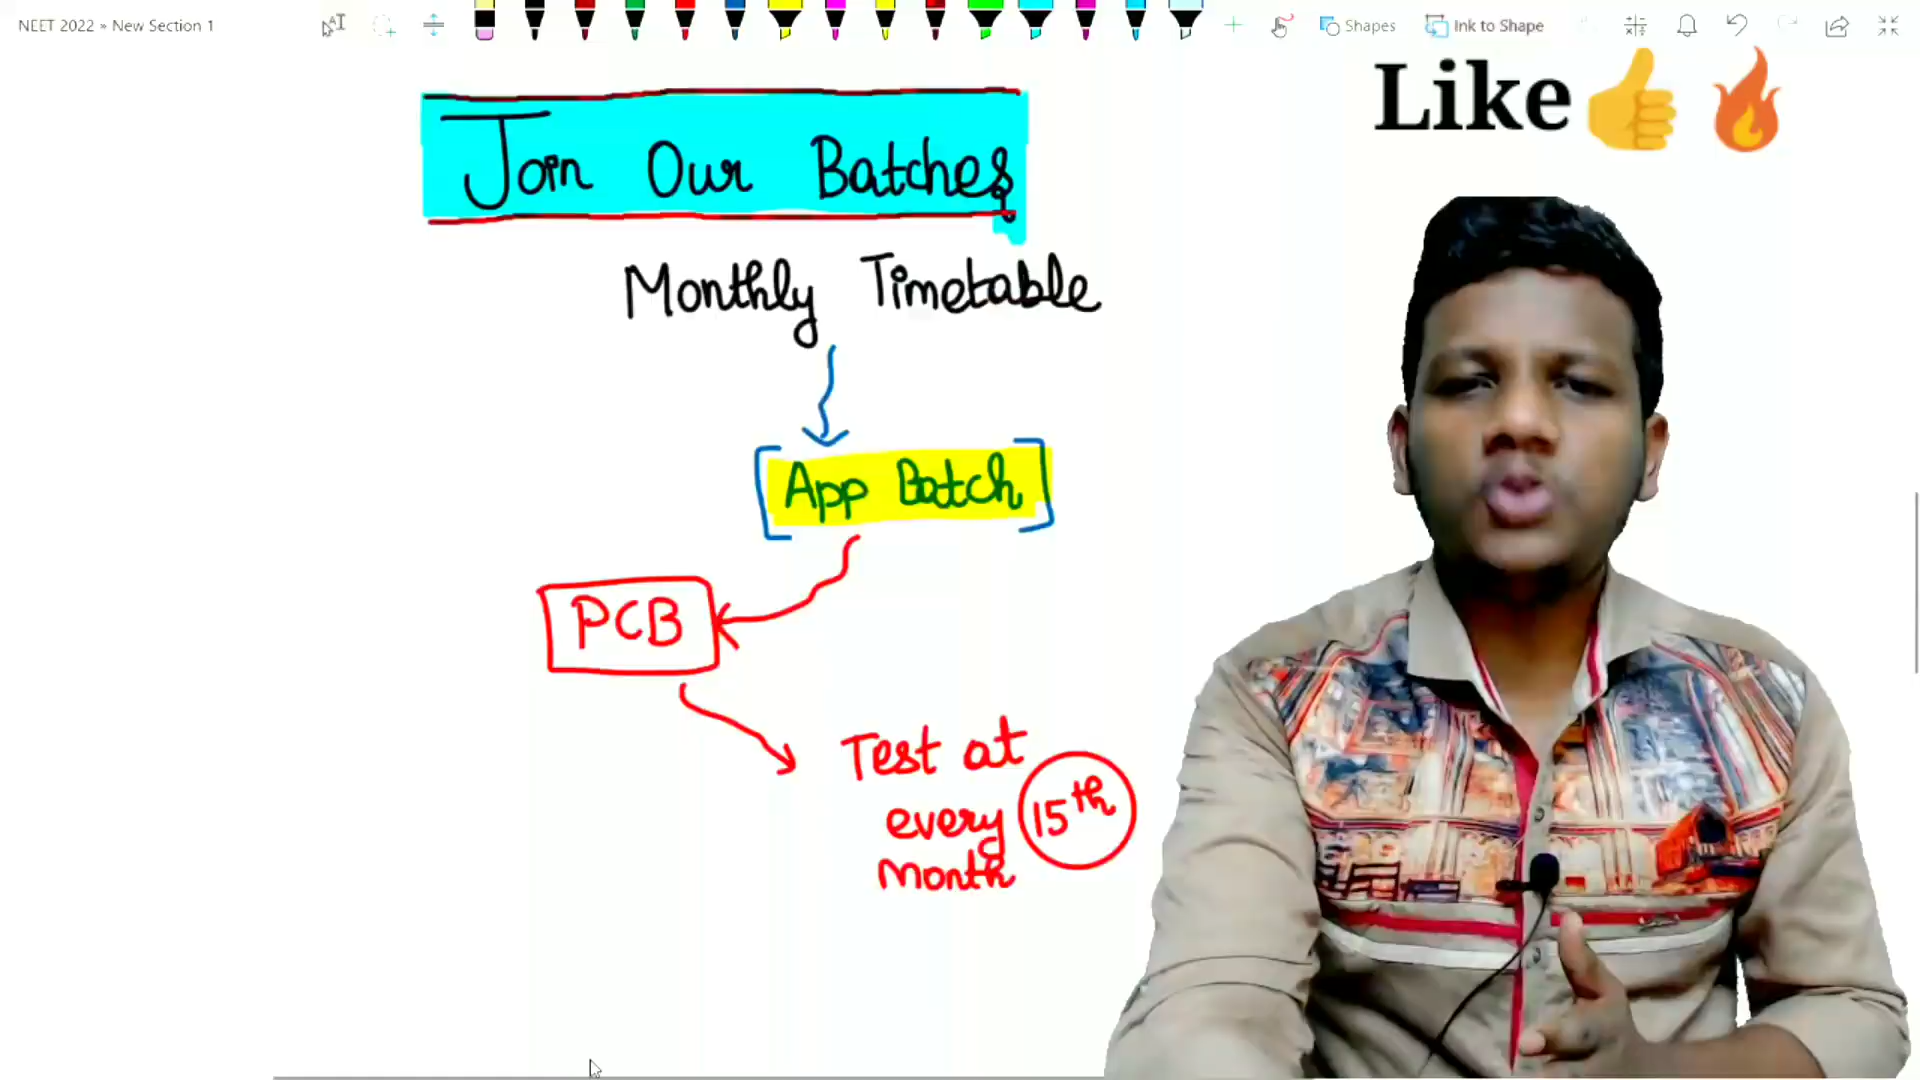 NEET 2022 » New Section 1
Shapes
Ink to Shape
Like
Join Our Batches
Monthly Timetable
[App Batch]
PCB
Test at
every 15th
month